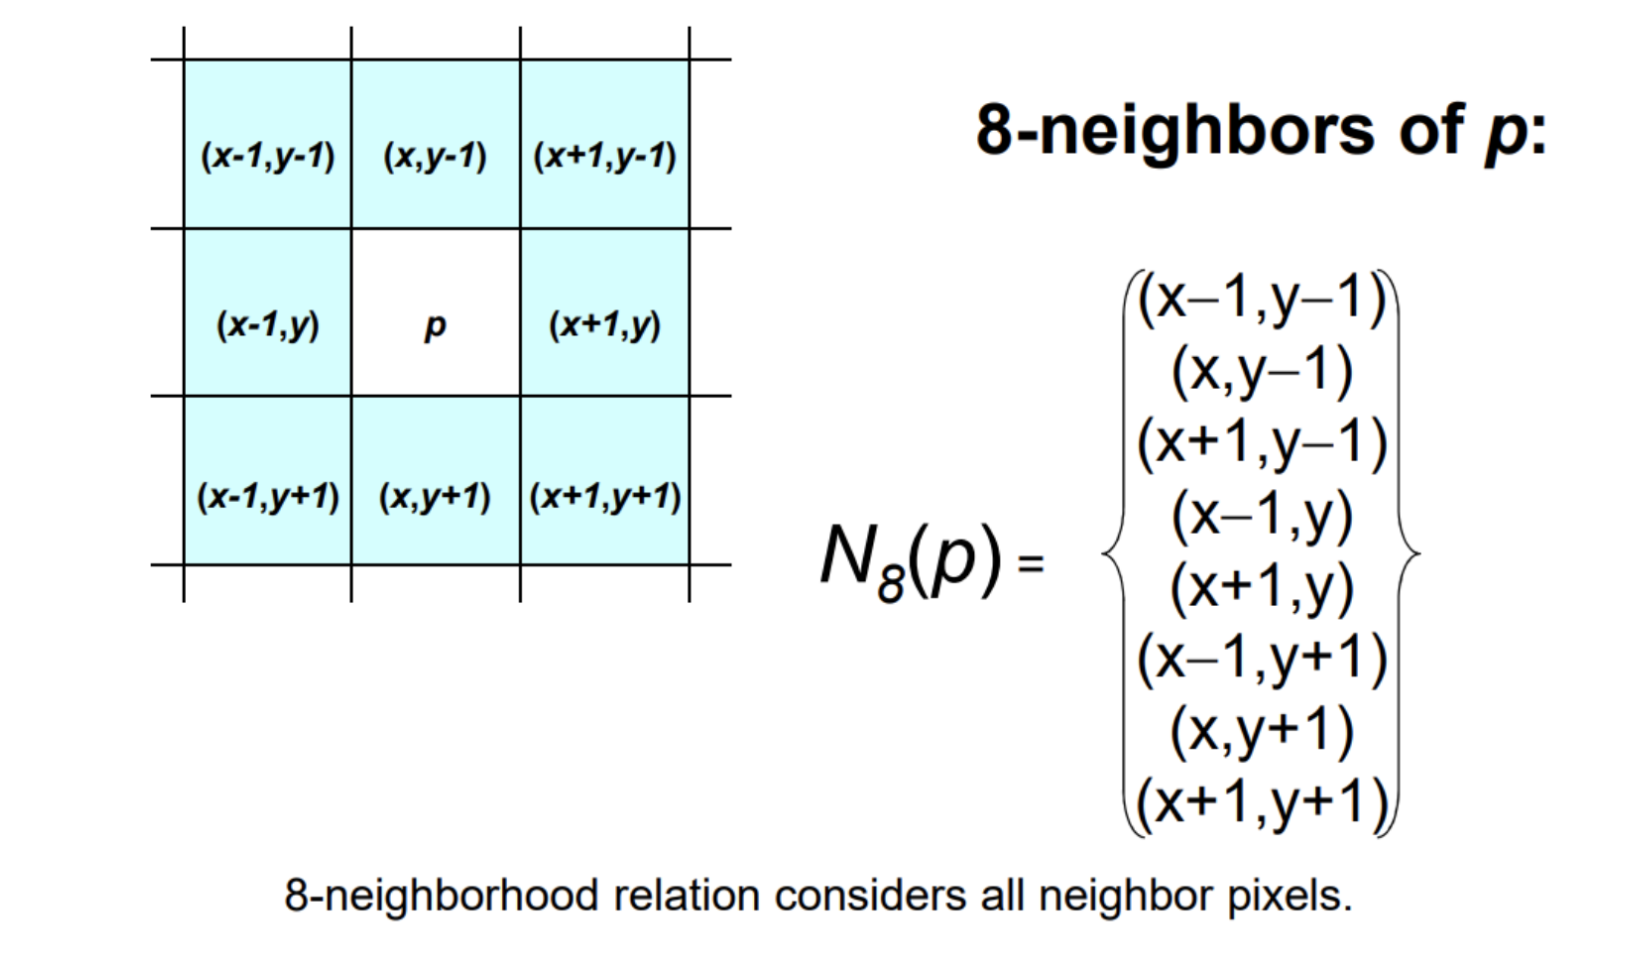 (x-1,y-1) (x,y-1) (x+1,y-1)
(x-1,y) p (x+1,y)
(x-1,y+1) (x,y+1) (x+1,y+1)
8-neighbors of p:
N8(p) =
(x–1,y–1)
(x,y–1)
(x+1,y–1)
(x–1,y)
(x+1,y)
(x–1,y+1)
(x,y+1)
(x+1,y+1)
8-neighborhood relation considers all neighbor pixels.